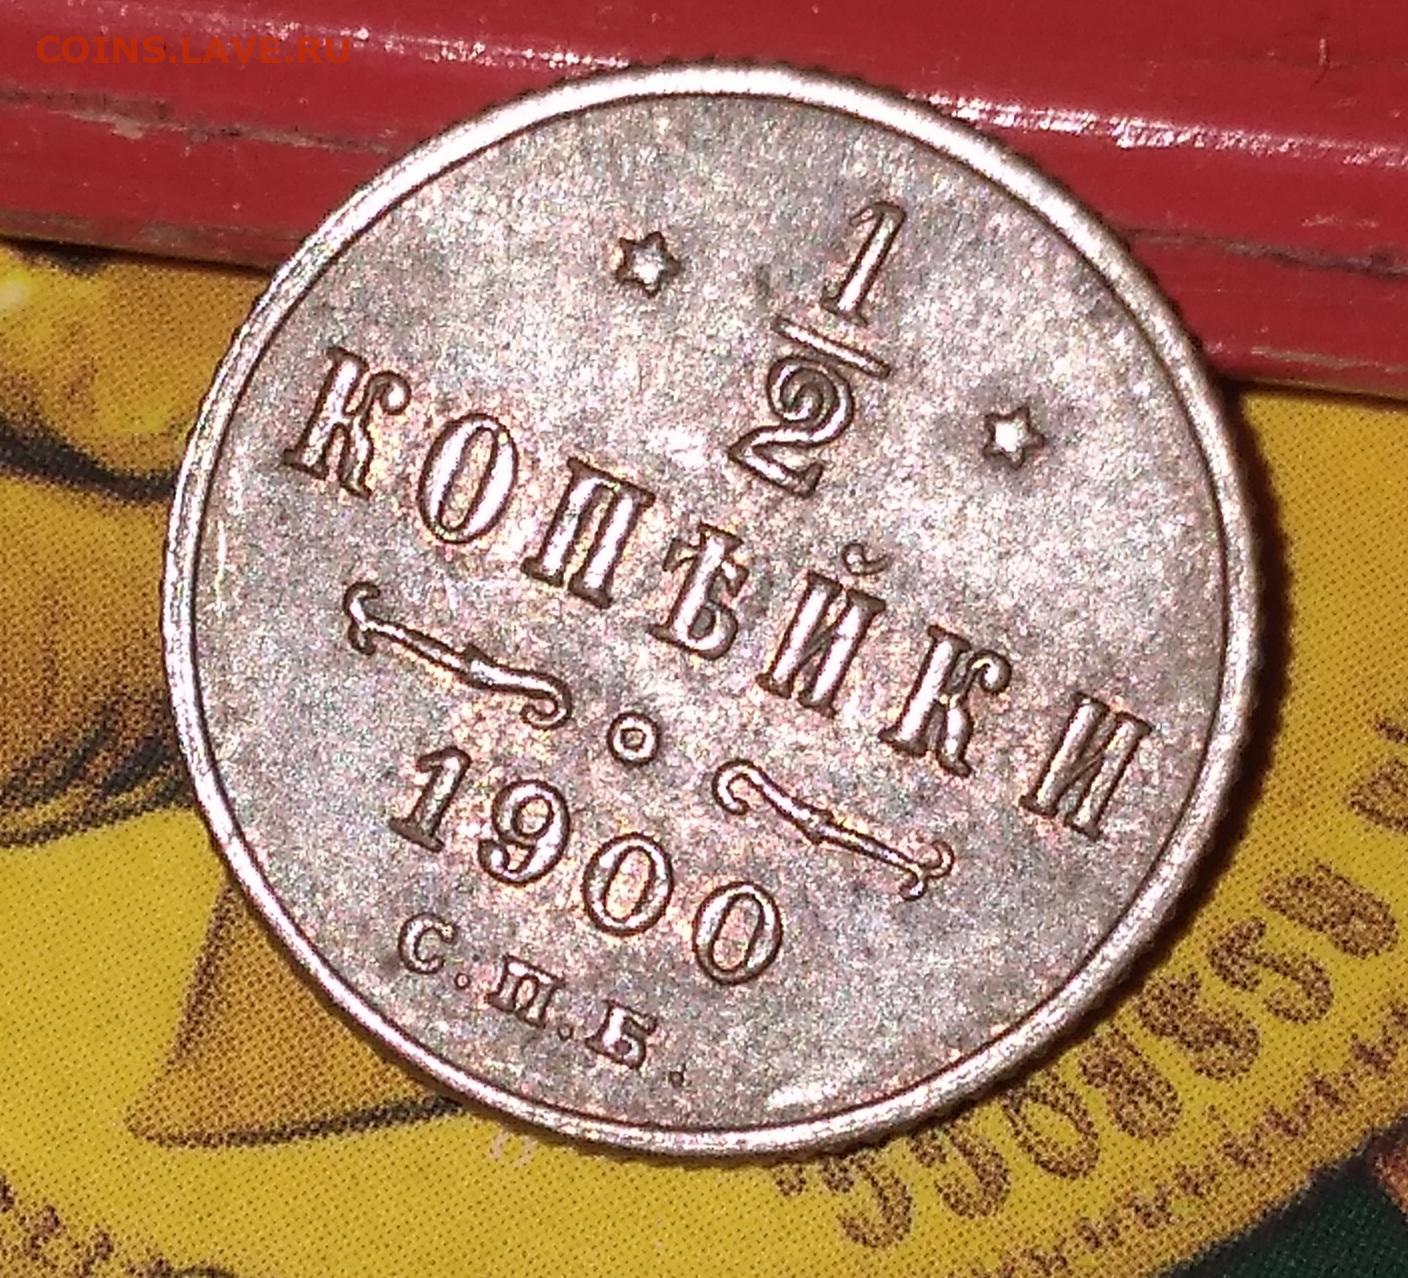 COINS.LAVE.RU
1/2
КОПѢЙКИ
1900
С.П.Б.